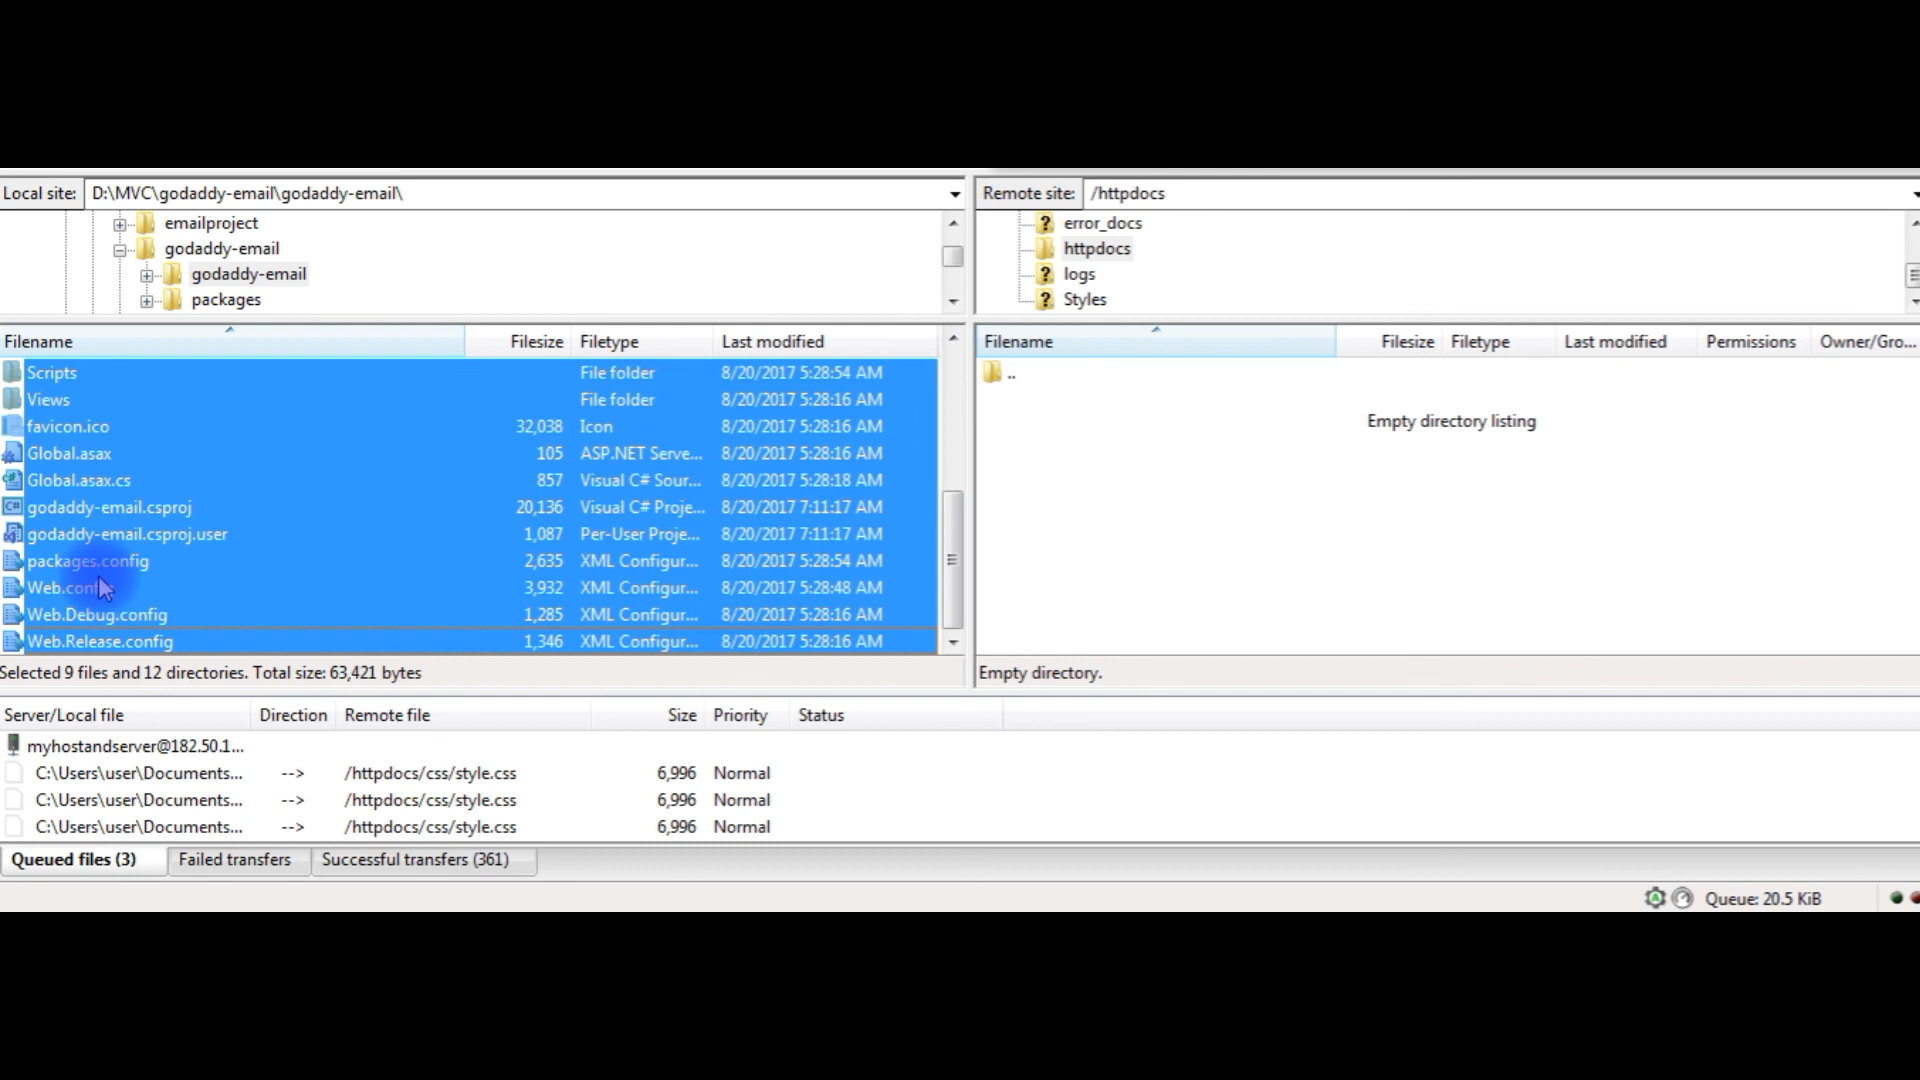 Local site: D:\MVC\godaddy-email\godaddy-email\ Remote site: /httpdocs
emailproject error_docs
godaddy-email httpdocs
godaddy-email logs
packages Styles
Filename Filesize Filetype Last modified Filename Filesize Filetype Last modified Permissions Owner/Gro...
Scripts File folder 8/20/2017 5:28:54 AM ..
Views File folder 8/20/2017 5:28:16 AM
favicon.ico 32,038 Icon 8/20/2017 5:28:16 AM Empty directory listing
Global.asax 105 ASP.NET Serve... 8/20/2017 5:28:16 AM
Global.asax.cs 857 Visual C# Sour... 8/20/2017 5:28:18 AM
godaddy-email.csproj 20,136 Visual C# Proje... 8/20/2017 7:11:17 AM
godaddy-email.csproj.user 1,087 Per-User Proje... 8/20/2017 7:11:17 AM
packages.config 2,635 XML Configur... 8/20/2017 5:28:54 AM
Web.config 3,932 XML Configur... 8/20/2017 5:28:48 AM
Web.Debug.config 1,285 XML Configur... 8/20/2017 5:28:16 AM
Web.Release.config 1,346 XML Configur... 8/20/2017 5:28:16 AM
Selected 9 files and 12 directories. Total size: 63,421 bytes Empty directory.
Server/Local file Direction Remote file Size Priority Status
myhostandserver@182.50.1...
C:\Users\user\Documents... --> /httpdocs/css/style.css 6,996 Normal
C:\Users\user\Documents... --> /httpdocs/css/style.css 6,996 Normal
C:\Users\user\Documents... --> /httpdocs/css/style.css 6,996 Normal
Queued files (3) Failed transfers Successful transfers (361)
Queue: 20.5 KiB